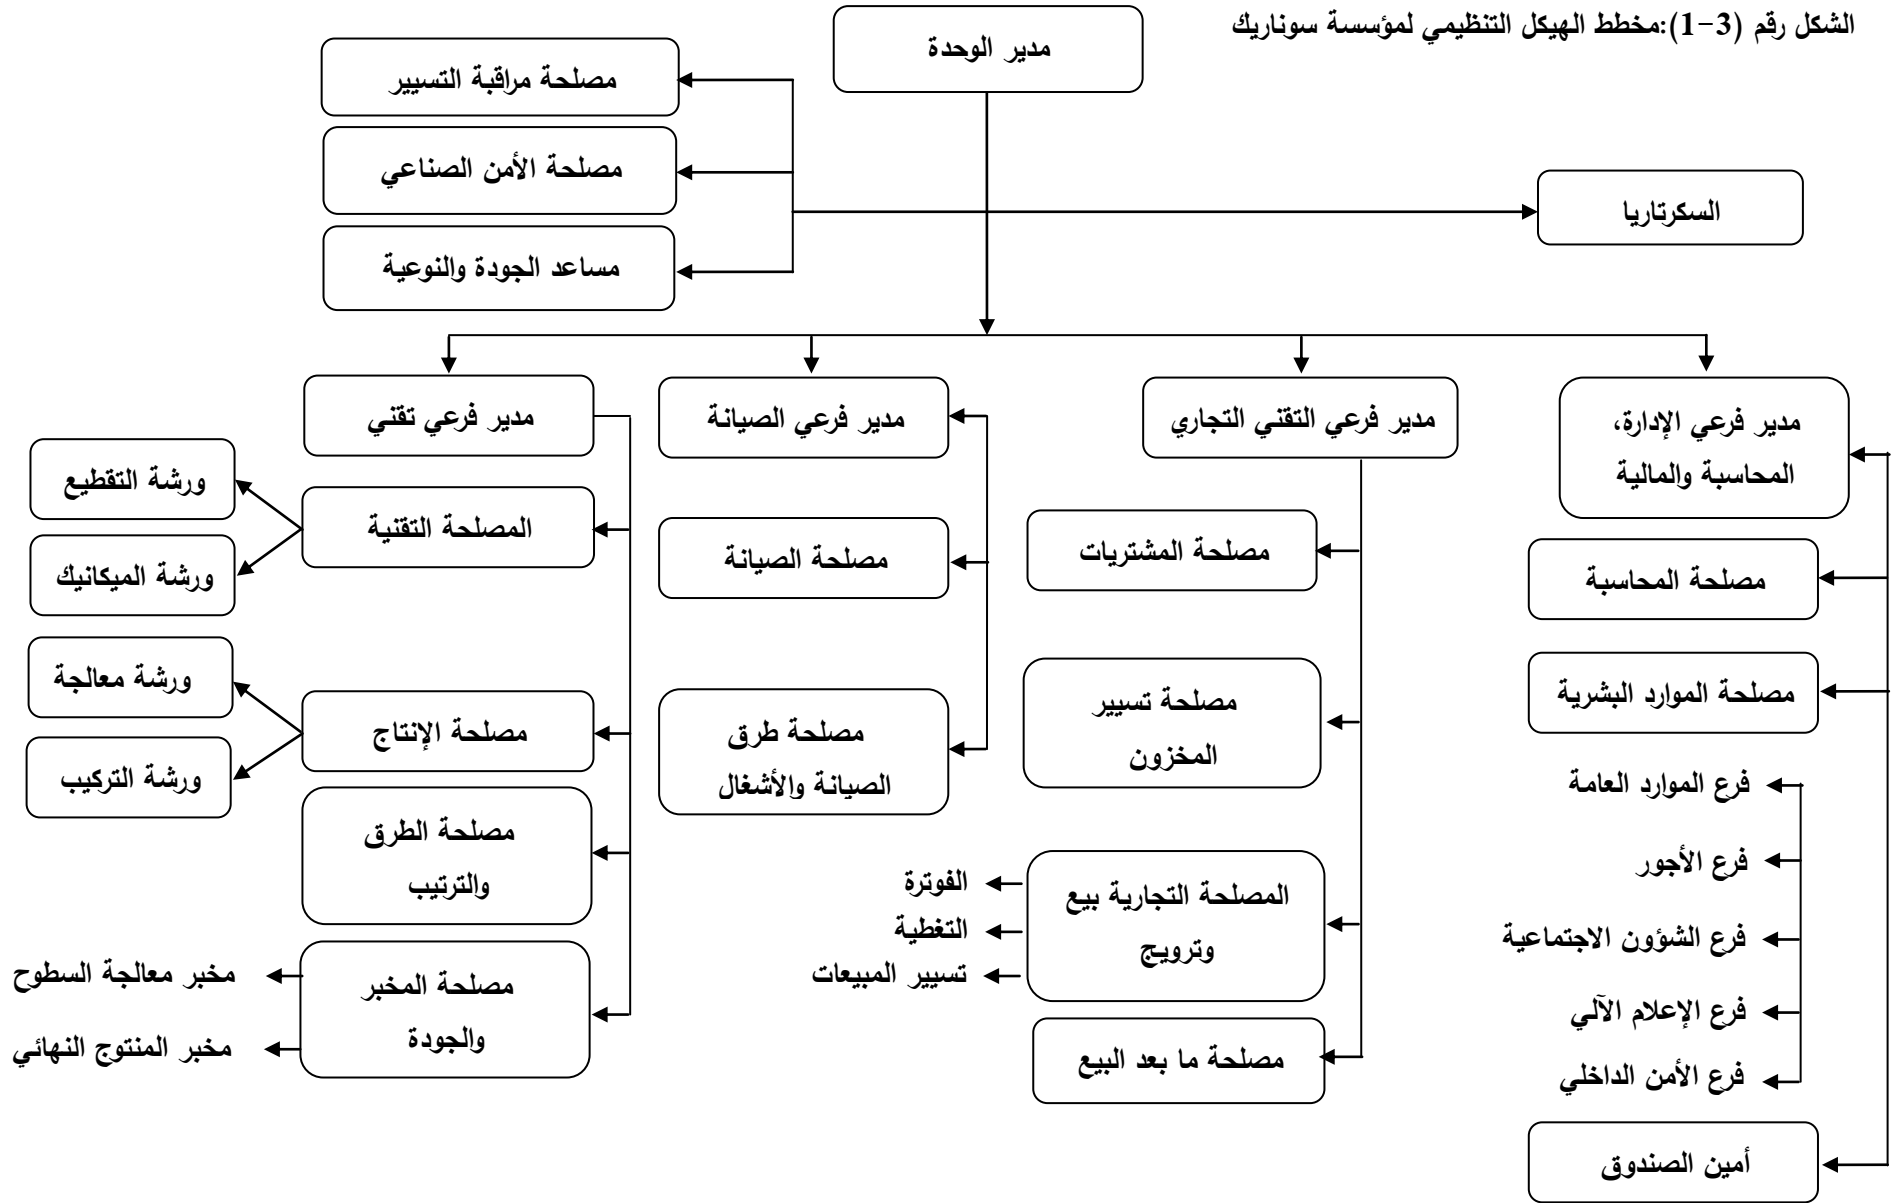 الشكل رقم (3-1):مخطط الهيكل التنظيمي لمؤسسة سوناريك
مدير الوحدة
مصلحة مراقبة التسيير
مصلحة الأمن الصناعي
السكرتاريا
مساعد الجودة والنوعية
مدير فرعي الإدارة،
المحاسبة والمالية
مصلحة المحاسبة
مصلحة الموارد البشرية
فرع الموارد العامة
فرع الأجور
فرع الشؤون الاجتماعية
فرع الإعلام الآلي
فرع الأمن الداخلي
أمين الصندوق
مدير فرعي التقني التجاري
مصلحة المشتريات
مصلحة تسيير
المخزون
المصلحة التجارية بيع
وترويج
الفوترة
التغطية
تسيير المبيعات
مصلحة ما بعد البيع
مدير فرعي الصيانة
مصلحة الصيانة
مصلحة طرق
الصيانة والأشغال
مدير فرعي تقني
المصلحة التقنية
ورشة التقطيع
ورشة الميكانيك
مصلحة الإنتاج
ورشة معالجة
ورشة التركيب
مصلحة الطرق
والترتيب
مصلحة المخبر
والجودة
مخبر معالجة السطوح
مخبر المنتوج النهائي